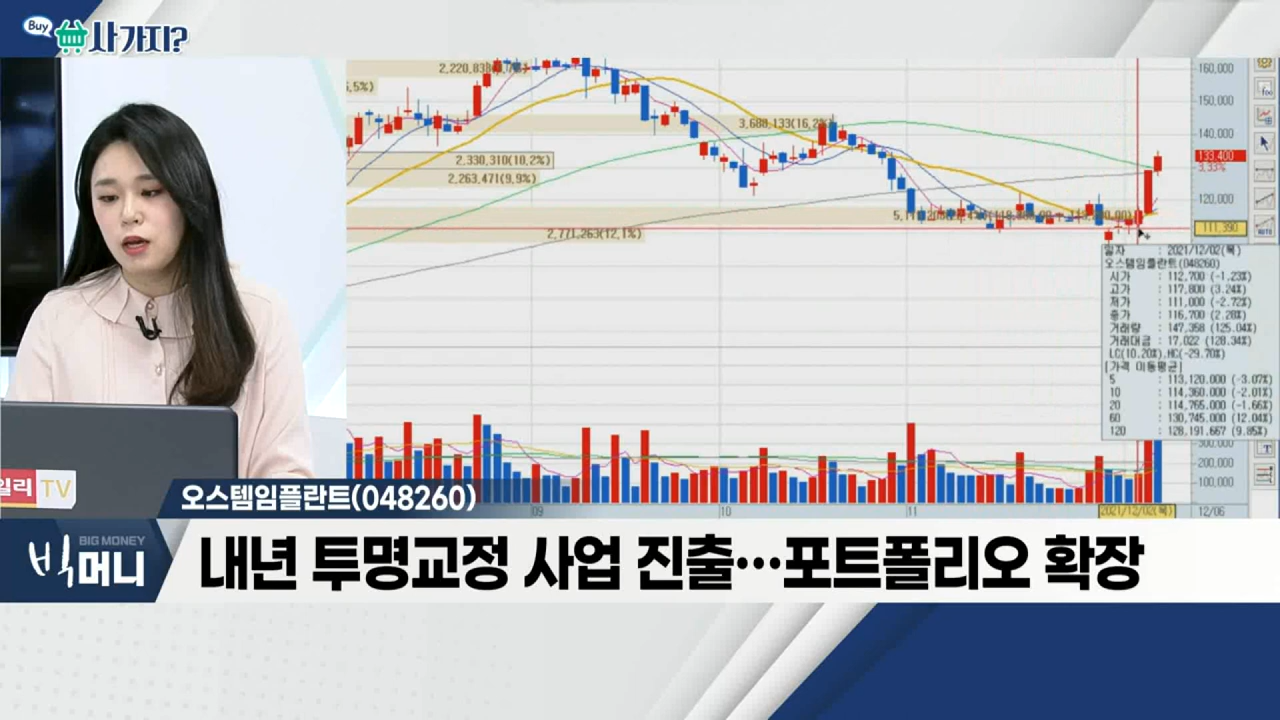 Buy
사가지?
2,220,838(9,7%)
160,000
150,000
3,688,133(16,2%)
140,000
133,400
3,33%
2,330,310(10,2%)
2,263,471(9,9%)
120,000
2,771,263(12,1%)
111,390
일자 : 2021/12/02(목)
오스템임플란트(048260)
시가 : 112,700 (-1.23%)
고가 : 117,800 (3.24%)
저가 : 111,000 (-2.72%)
종가 : 116,700 (2.28%)
거래량 : 147,358 (125.04%)
거래대금 : 17,022 (128.34%)
LC(10.20%),HC(-29.70%)
[가격 이동평균]
5 : 113,120.000 (-3.07%)
10 : 114,360.000 (-2.01%)
20 : 114,765.000 (-1.66%)
60 : 130,745.000 (12.04%)
120 : 128,191.667 (9.85%)
300,000
200,000
100,000
09
10
11
2021/12/02(목)
12/06
일리 TV
오스템임플란트(048260)
BIG MONEY
빅머니
내년 투명교정 사업 진출…포트폴리오 확장